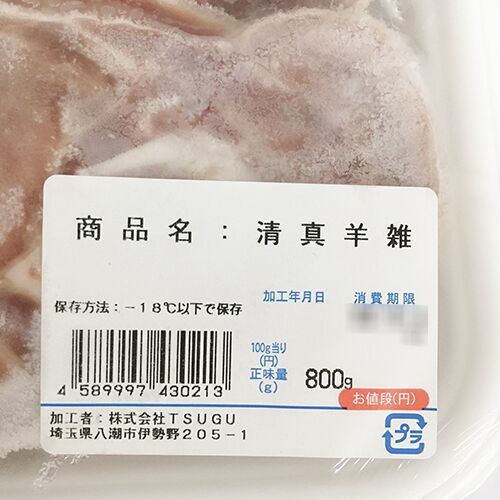 商品名：清真羊雑
加工年月日 消費期限
保存方法：－18℃以下で保存
100g当り
(円)
正味量
(g) 800g
4 589997 430213
お値段(円)
加工者：株式会社TSUGU
埼玉県八潮市伊勢野205-1
プラ